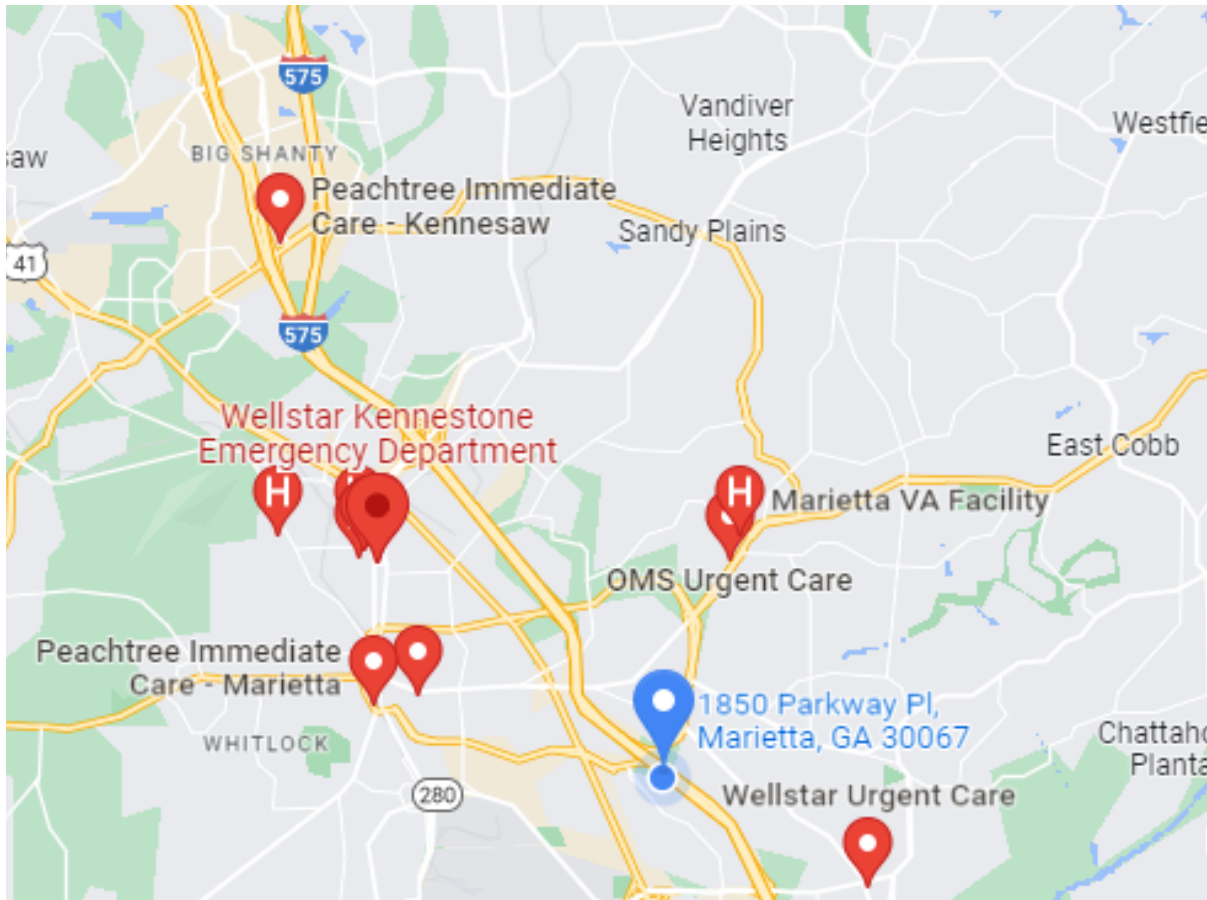 575
Vandiver
Heights
Westfie
saw
BIG SHANTY
Peachtree Immediate
Care - Kennesaw
Sandy Plains
41
575
Wellstar Kennestone
Emergency Department
East Cobb
H
H
H
Marietta VA Facility
OMS Urgent Care
Peachtree Immediate
Care - Marietta
1850 Parkway Pl,
Marietta, GA 30067
WHITLOCK
Chattaho
Planta
280
Wellstar Urgent Care